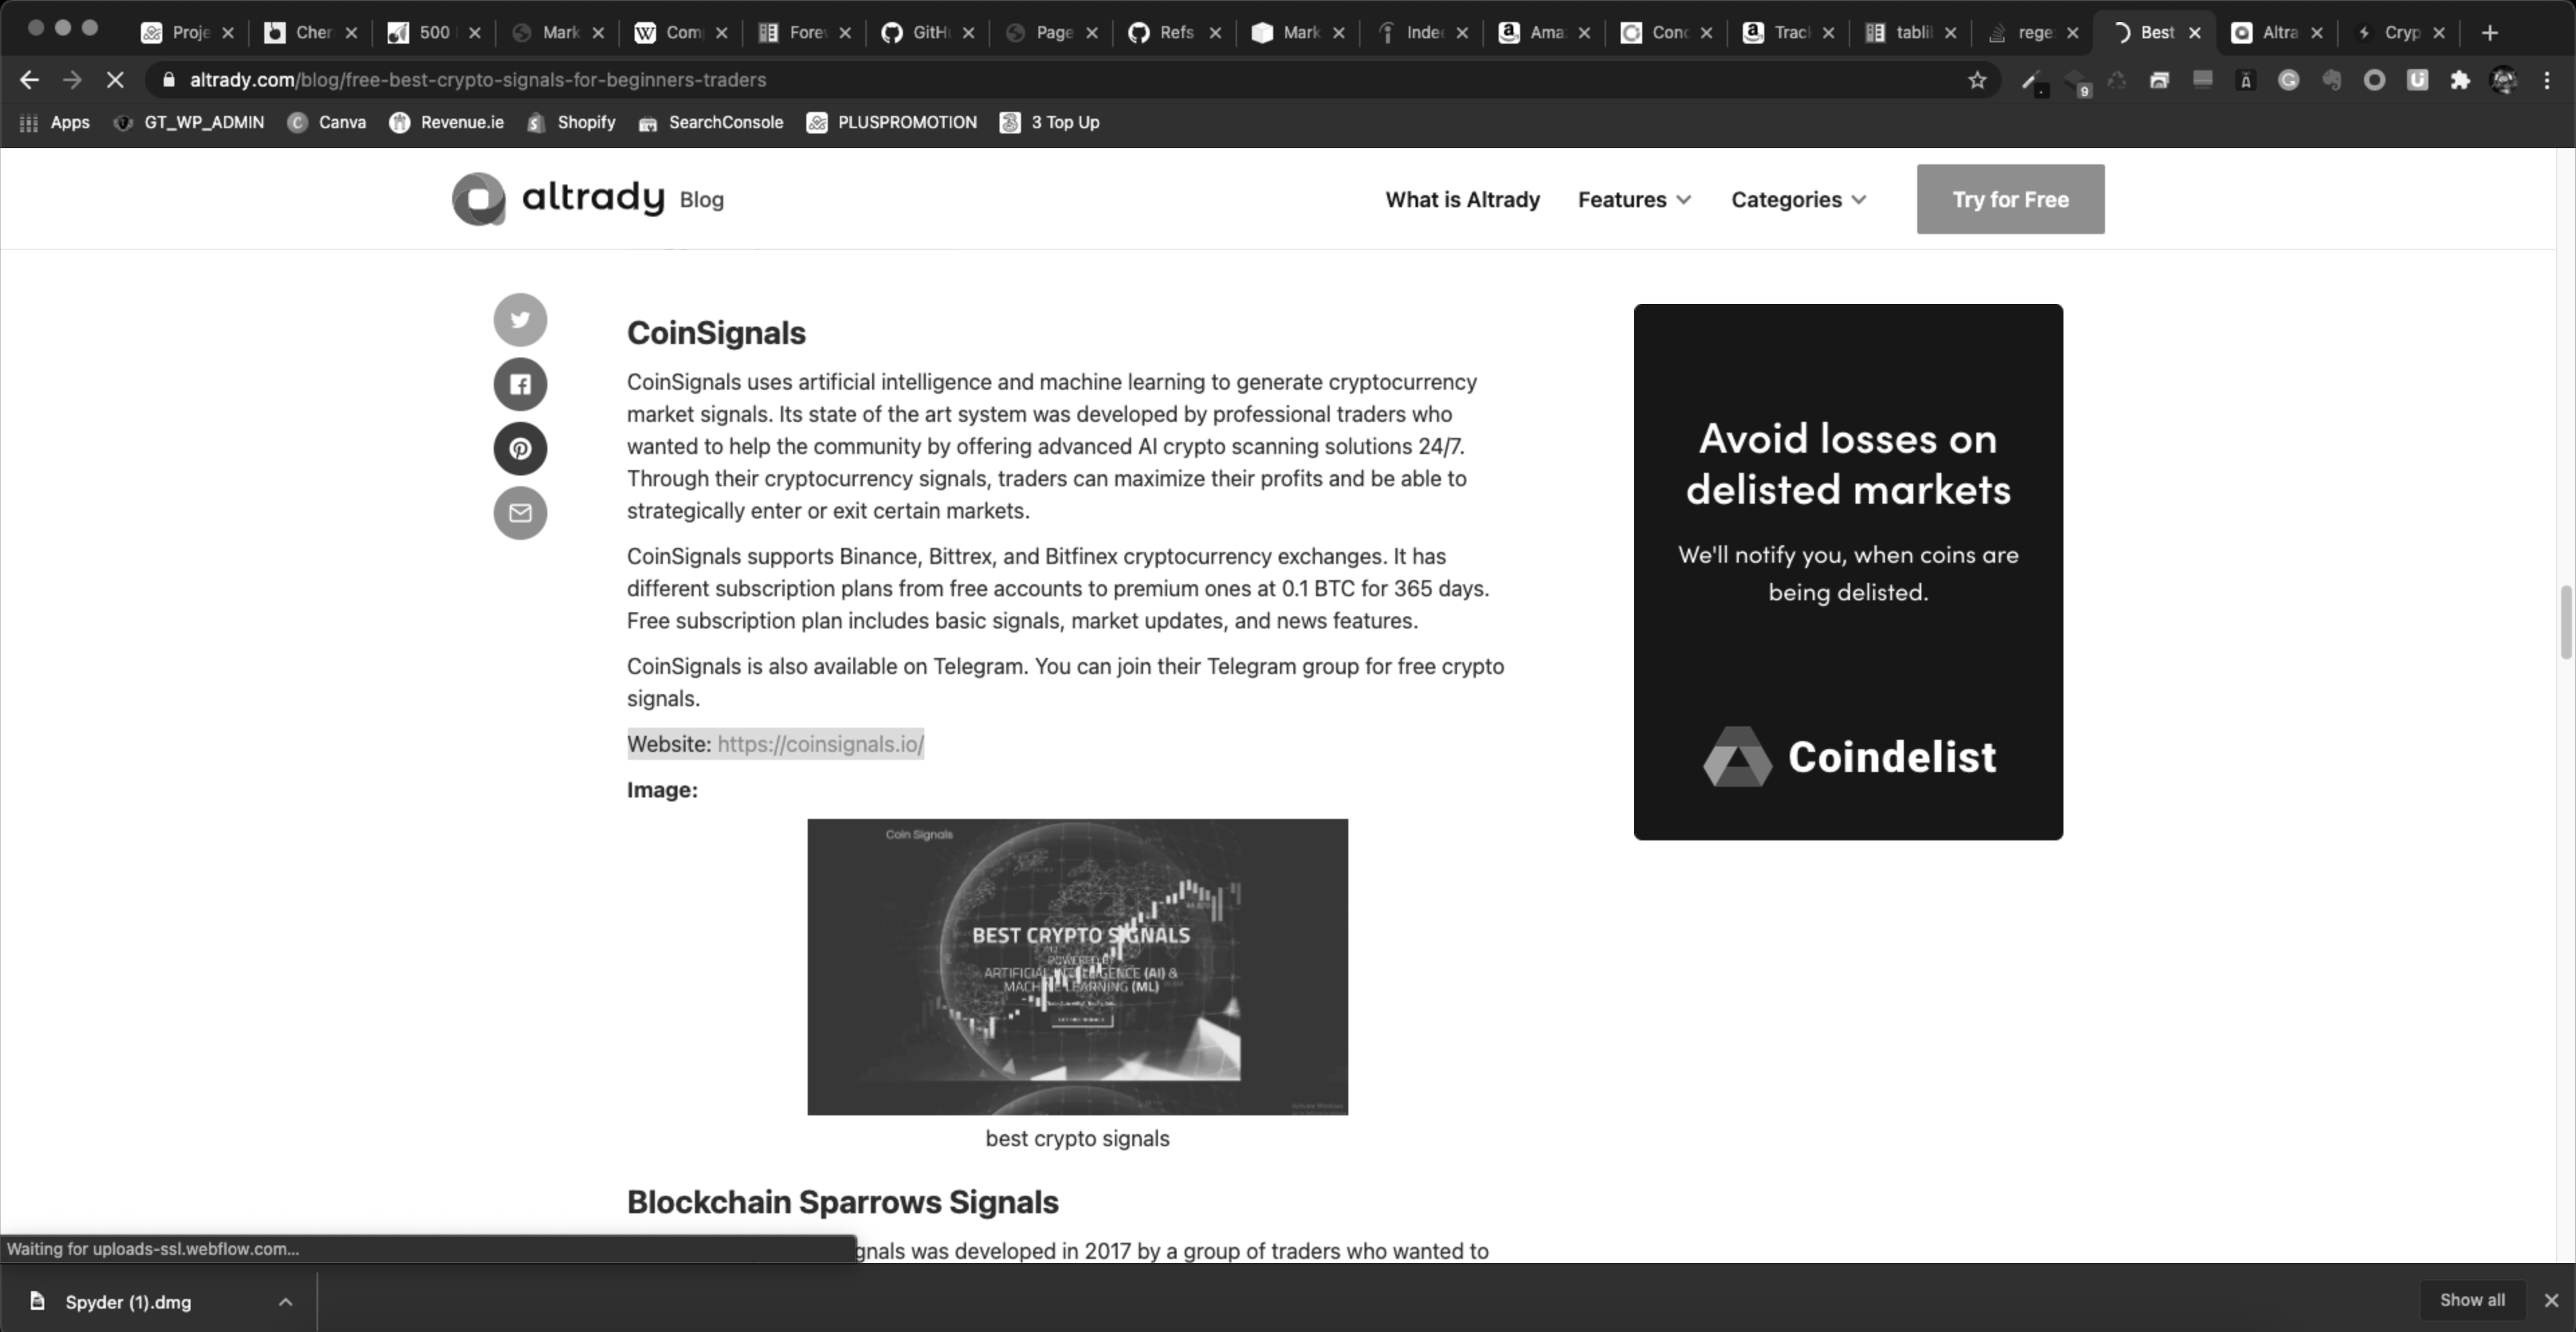 Proje
Cher
500
Mark
Com
Forev
GitH
Page
Refs
Mark
Inde
Ama
Conc
Trac
tabli
rege
Best
Altra
Cryp
altrady.com/blog/free-best-crypto-signals-for-beginners-traders
9
Apps
GT_WP_ADMIN
Canva
Revenue.ie
Shopify
SearchConsole
PLUSPROMOTION
3 Top Up
altrady Blog
What is Altrady
Features
Categories
Try for Free
CoinSignals
CoinSignals uses artificial intelligence and machine learning to generate cryptocurrency
market signals. Its state of the art system was developed by professional traders who
wanted to help the community by offering advanced AI crypto scanning solutions 24/7.
Through their cryptocurrency signals, traders can maximize their profits and be able to
strategically enter or exit certain markets.
CoinSignals supports Binance, Bittrex, and Bitfinex cryptocurrency exchanges. It has
different subscription plans from free accounts to premium ones at 0.1 BTC for 365 days.
Free subscription plan includes basic signals, market updates, and news features.
CoinSignals is also available on Telegram. You can join their Telegram group for free crypto
signals.
Website: https://coinsignals.io/
Image:
Coin Signals
BEST CRYPTO SIGNALS
POWERED BY
ARTIFICIAL INTELLIGENCE (AI) &
MACHINE LEARNING (ML)
best crypto signals
Avoid losses on
delisted markets
We'll notify you, when coins are
being delisted.
Coindelist
Blockchain Sparrows Signals
gnals was developed in 2017 by a group of traders who wanted to
Waiting for uploads-ssl.webflow.com...
Spyder (1).dmg
Show all